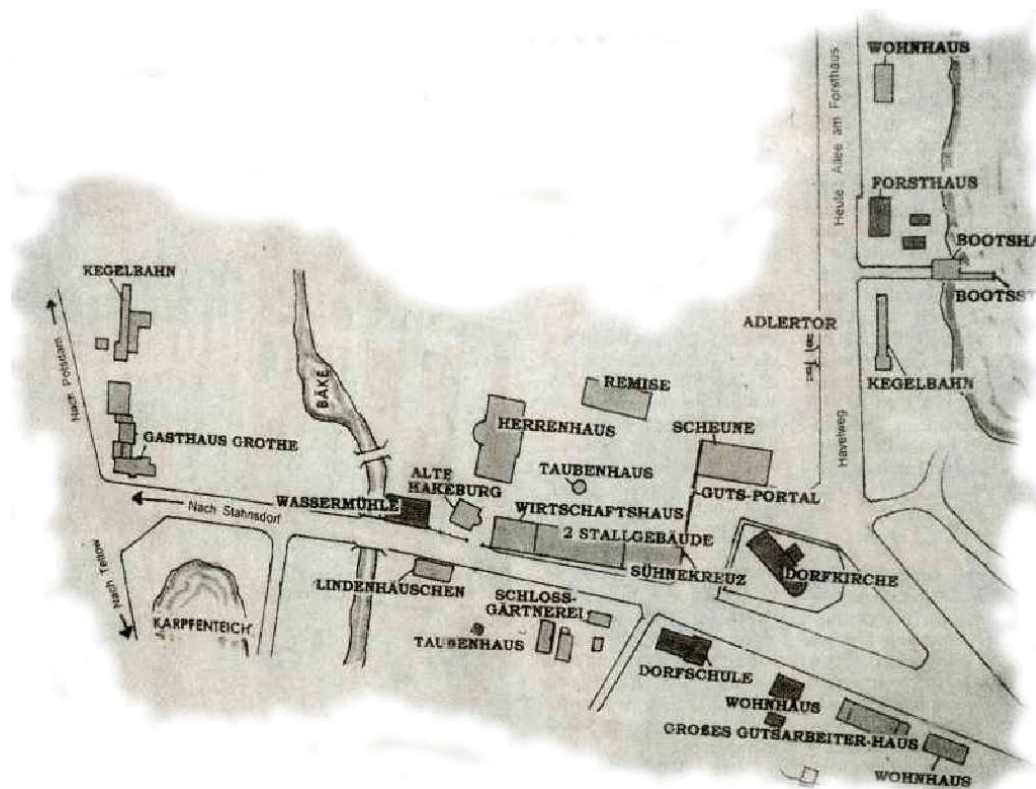 WOHNHAUS
Heute Allee am Forsthaus
FORSTHAUS
BOOTSHA
BOOTSST
KEGELBAHN
ADLERTOR
KEGELBAHN
Nach Potsdam
BÄKE
REMISE
HERRENHAUS
SCHEUNE
Havelweg
GASTHAUS GROTHE
ALTE
HAKEBURG
TAUBENHAUS
GUTS-PORTAL
WASSERMÜHLE
Nach Stahnsdorf
WIRTSCHAFTSHAUS
2 STALLGEBÄUDE
Nach Teltow
LINDENHÄUSCHEN
SÜHNEKREUZ
DORFKIRCHE
KARPFENTEICH
SCHLOSS-
GÄRTNEREI
TAUBENHAUS
DORFSCHULE
WOHNHAUS
GROßES GUTSARBEITER-HAUS
WOHNHAUS